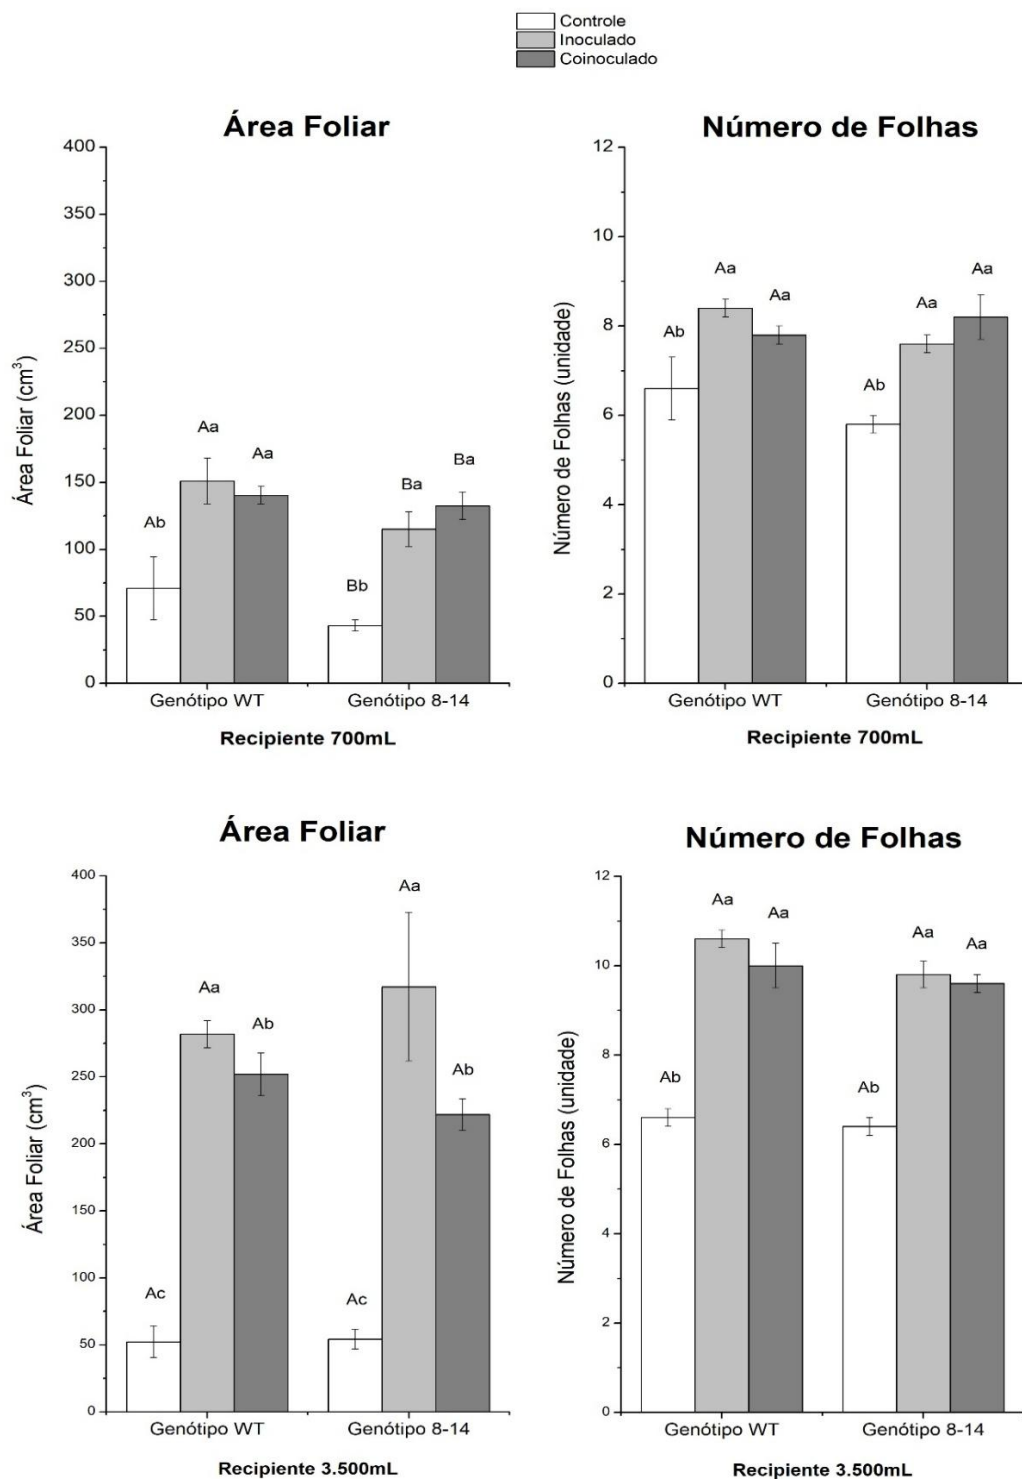 Controle
Inoculado
Coinoculado
Área Foliar
Área Foliar (cm³)
400
350
300
250
200
150
100
50
0
Ab
Aa
Aa
Bb
Ba
Ba
Genótipo WT
Genótipo 8-14
Recipiente 700mL
Número de Folhas
Número de Folhas (unidade)
12
10
8
6
4
2
0
Ab
Aa
Aa
Ab
Aa
Aa
Genótipo WT
Genótipo 8-14
Recipiente 700mL
Área Foliar
Área Foliar (cm³)
400
350
300
250
200
150
100
50
0
Ac
Aa
Ab
Ac
Aa
Ab
Genótipo WT
Genótipo 8-14
Recipiente 3.500mL
Número de Folhas
Número de Folhas (unidade)
12
10
8
6
4
2
0
Ab
Aa
Aa
Ab
Aa
Aa
Genótipo WT
Genótipo 8-14
Recipiente 3.500mL